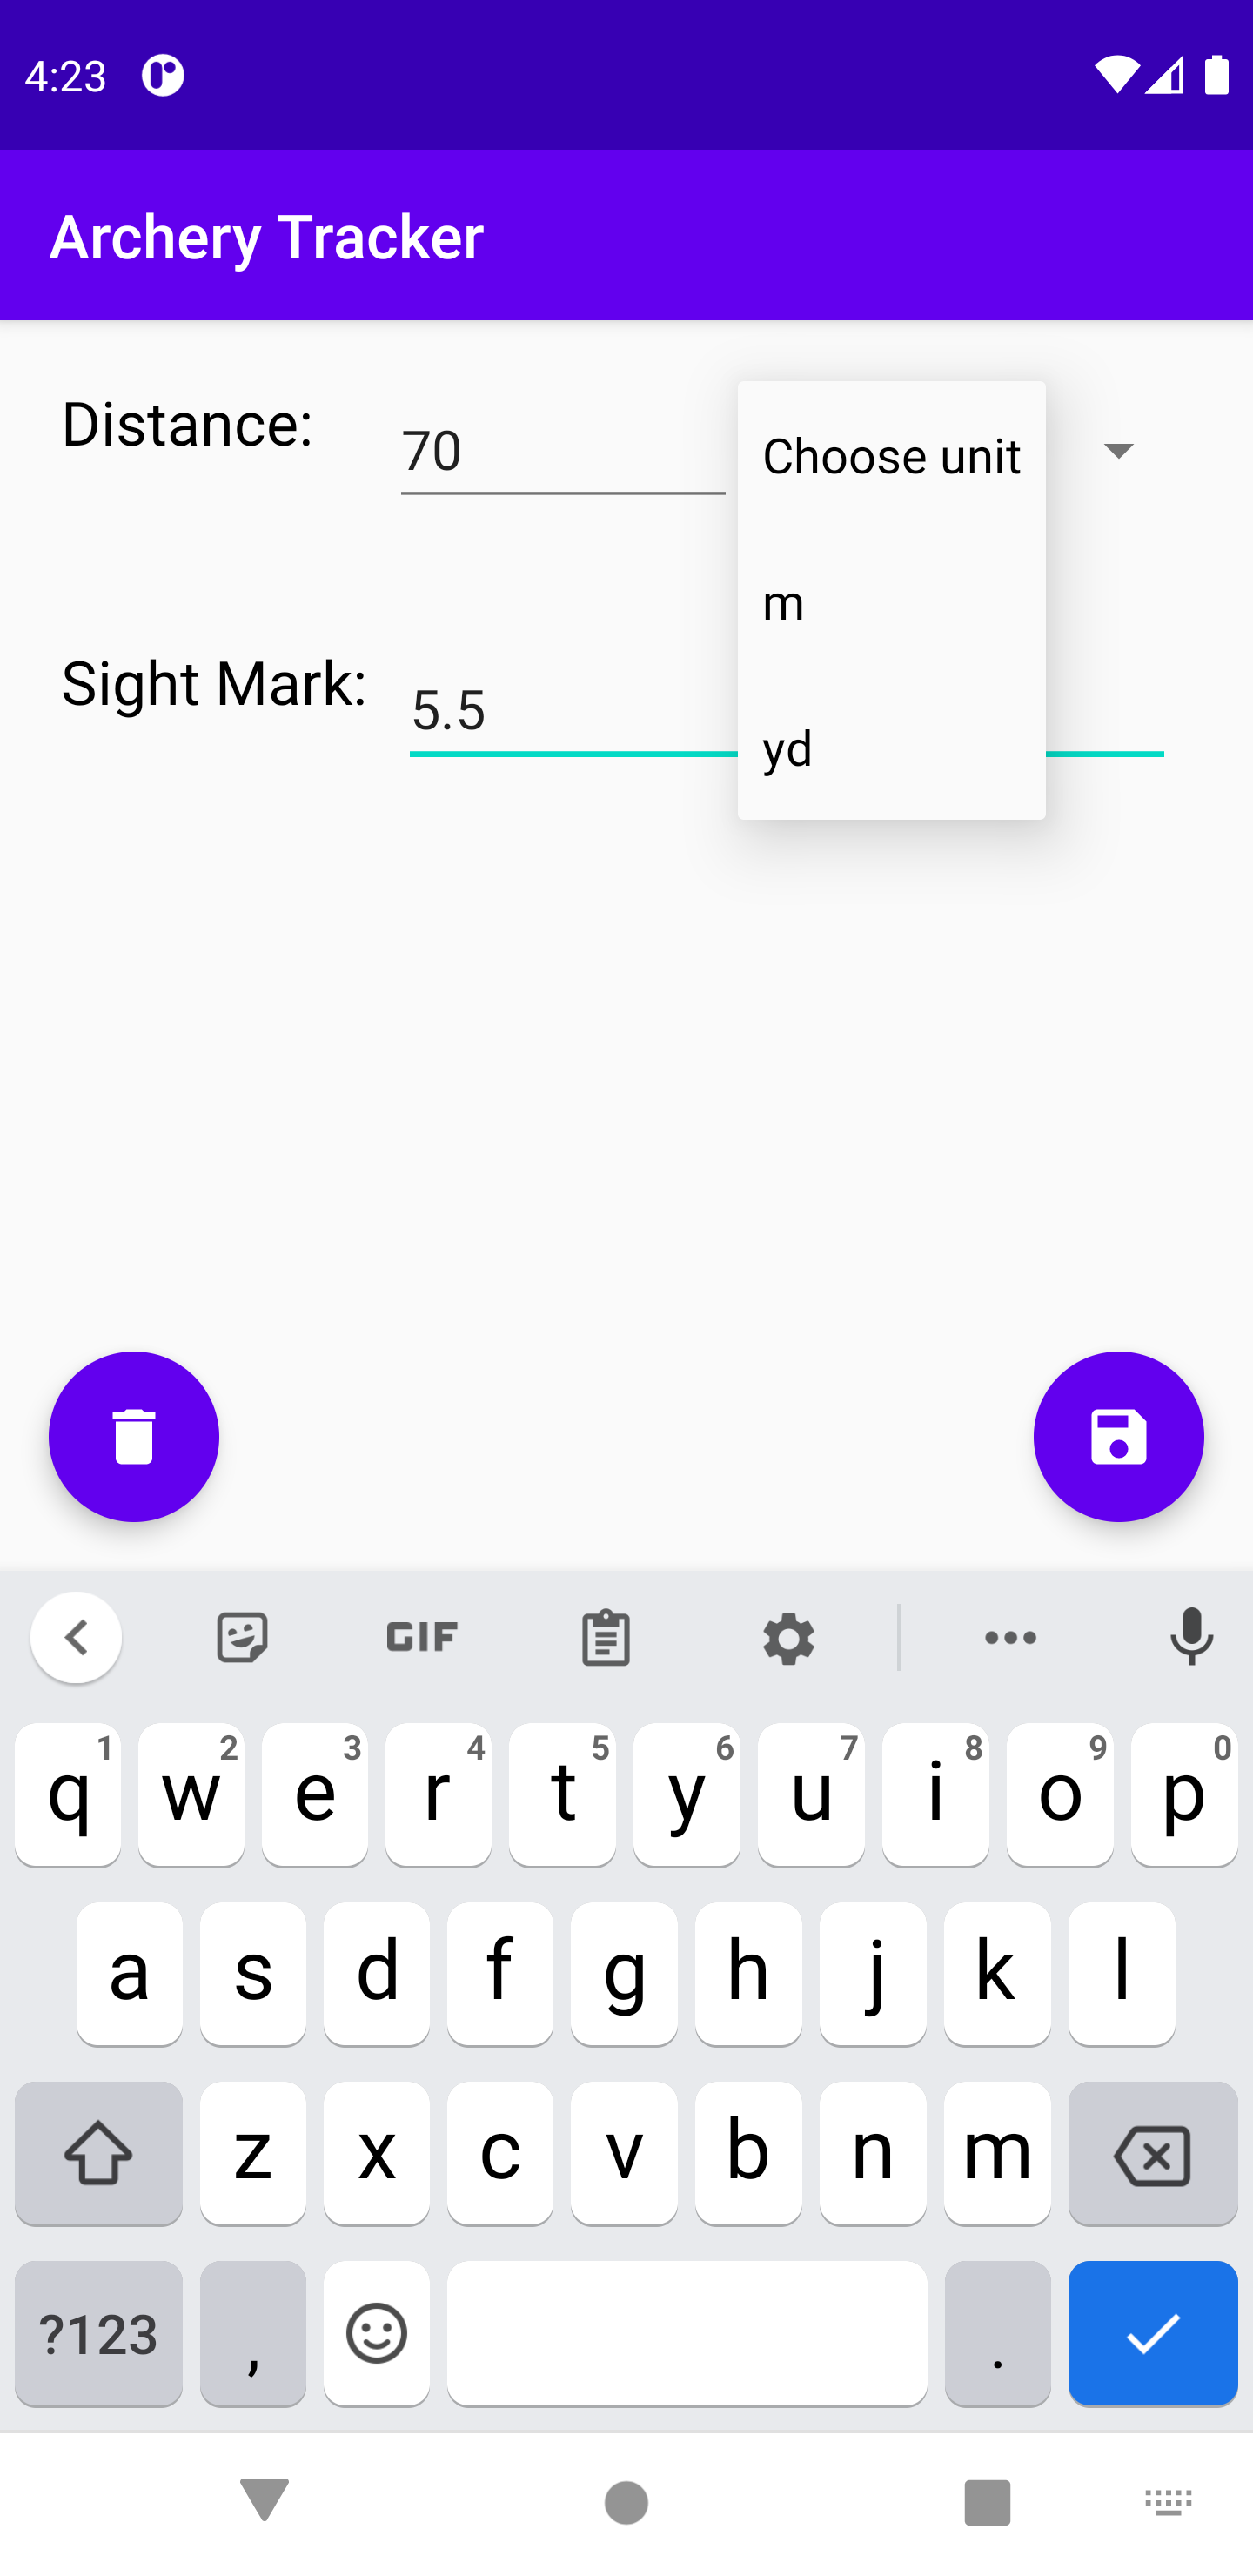 4:23
Archery Tracker
Distance:
70
Choose unit
m
Sight Mark:
5.5
yd
GIF
q 1 w 2 e 3 r 4 t 5 y 6 u 7 i 8 o 9 p 0
a s d f g h j k l
z x c v b n m
?123 , .